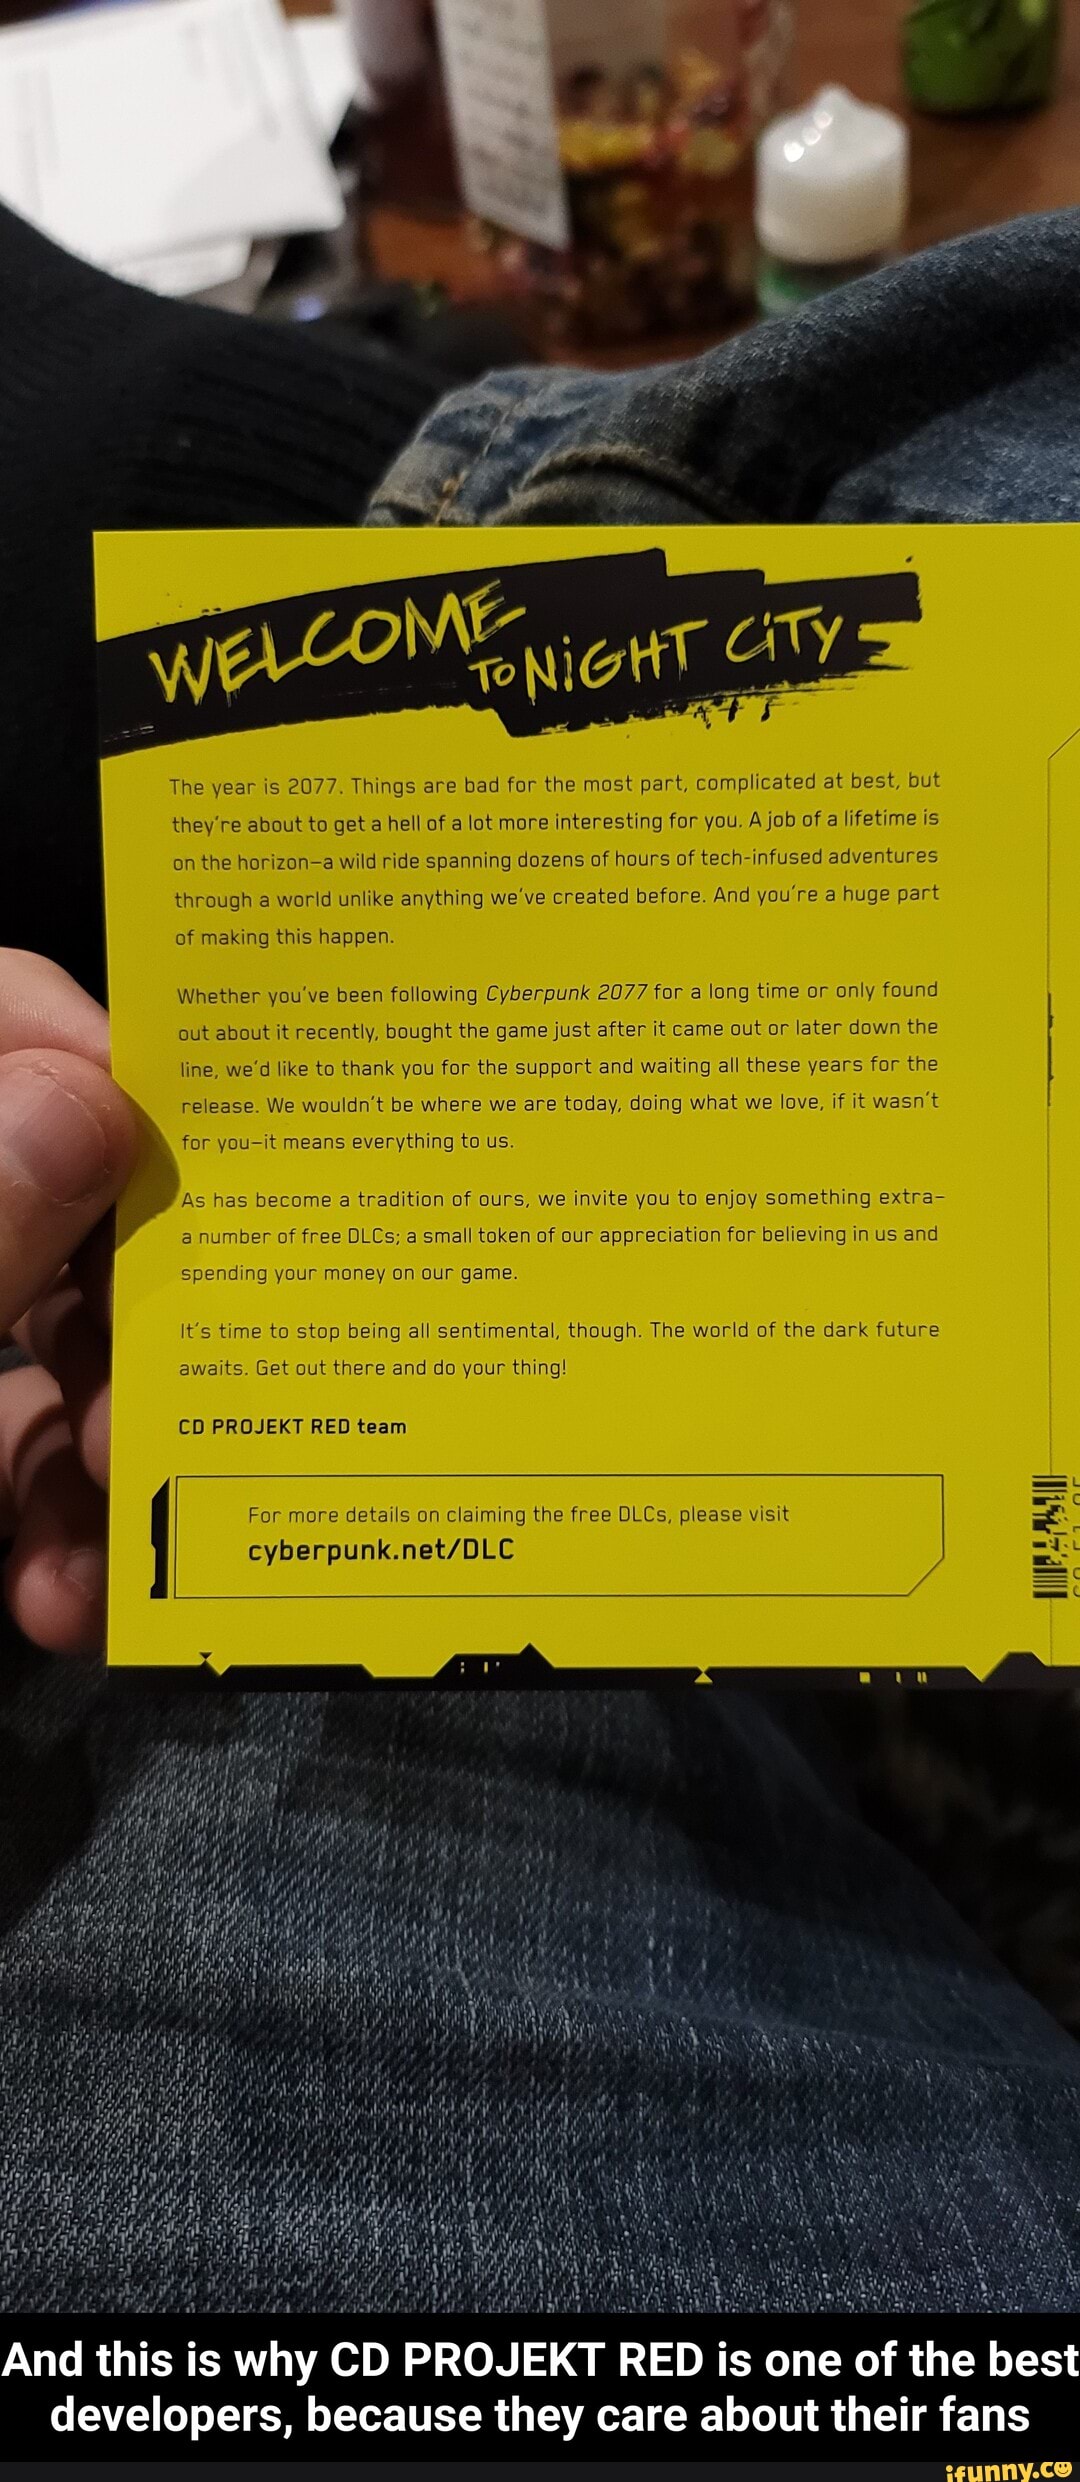 WELCOME
TO NiGHT CiTY
The year is 2077. Things are bad for the most part, complicated at best, but
they're about to get a hell of a lot more interesting for you. A job of a lifetime is
on the horizon–a wild ride spanning dozens of hours of tech-infused adventures
through a world unlike anything we've created before. And you're a huge part
of making this happen.
Whether you've been following Cyberpunk 2077 for a long time or only found
out about it recently, bought the game just after it came out or later down the
line, we'd like to thank you for the support and waiting all these years for the
release. We wouldn't be where we are today, doing what we love, if it wasn't
for you–it means everything to us.
As has become a tradition of ours, we invite you to enjoy something extra–
a number of free DLCs; a small token of our appreciation for believing in us and
spending your money on our game.
It's time to stop being all sentimental, though. The world of the dark future
awaits. Get out there and do your thing!
CD PROJEKT RED team
For more details on claiming the free DLCs, please visit
cyberpunk.net/DLC
And this is why CD PROJEKT RED is one of the best
developers, because they care about their fans
ifunny.co